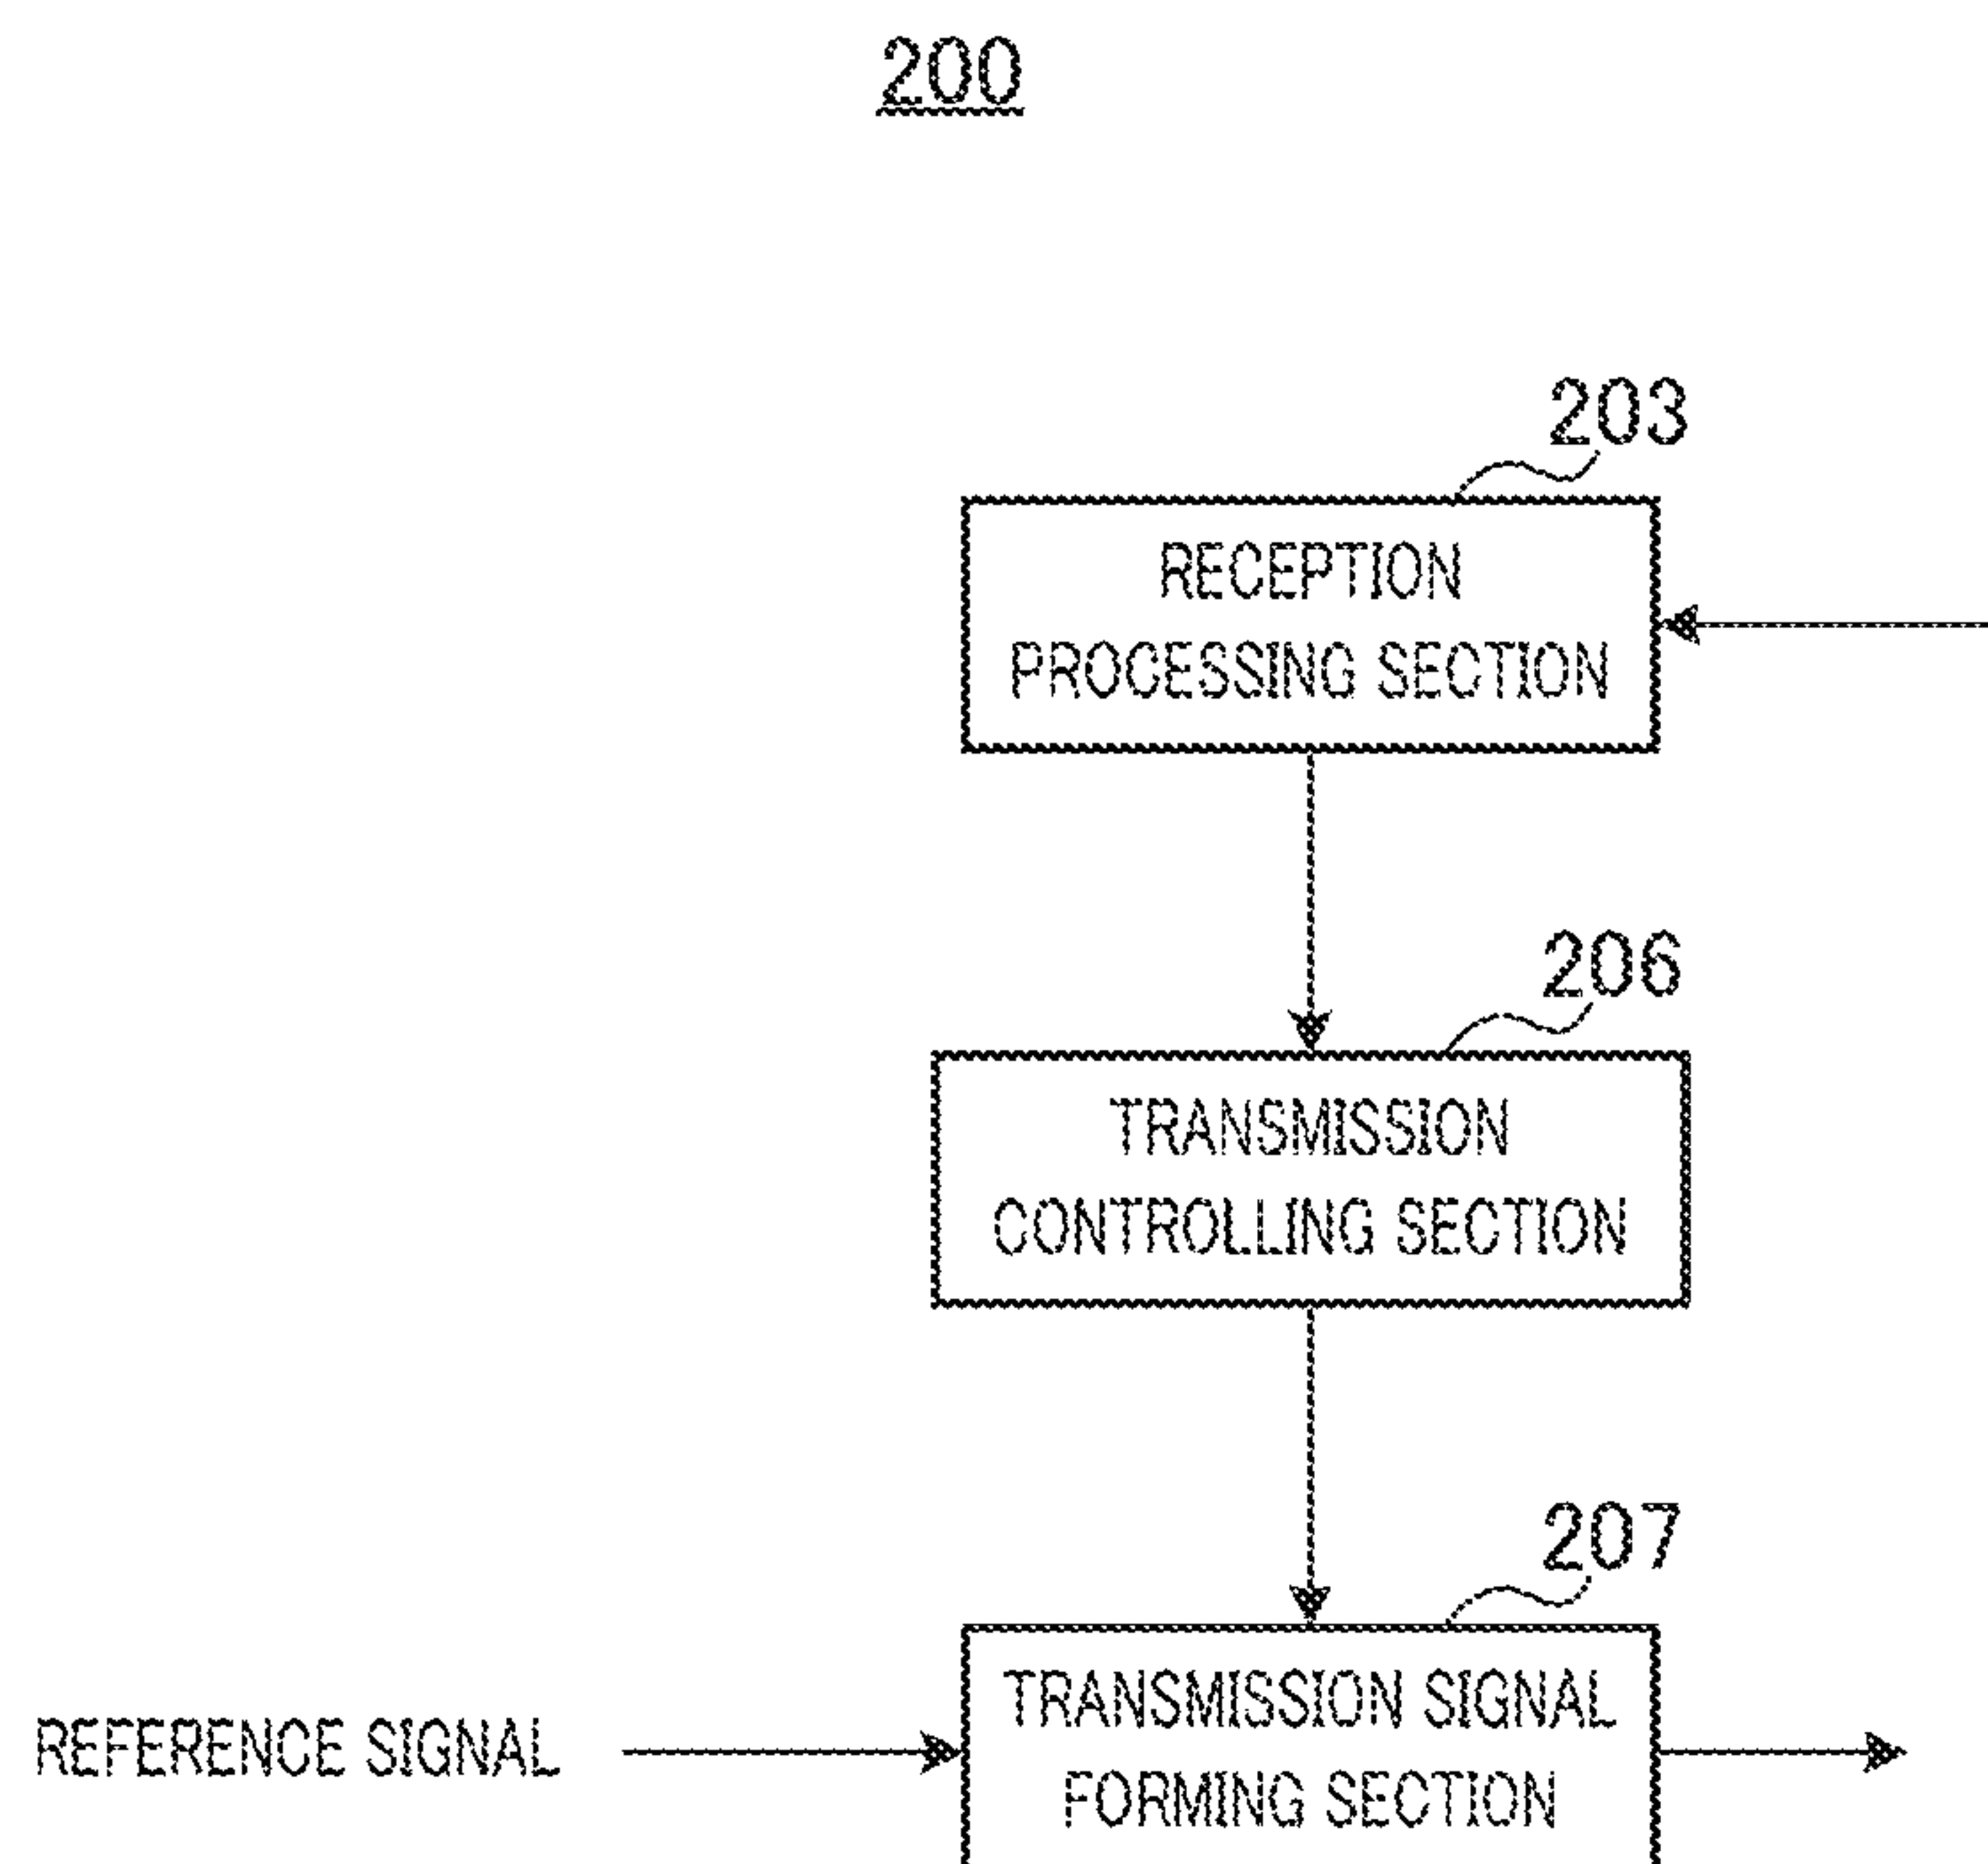 200
203
RECEPTION
PROCESSING SECTION
206
TRANSMISSION
CONTROLLING SECTION
207
TRANSMISSION SIGNAL
FORMING SECTION
REFERENCE SIGNAL